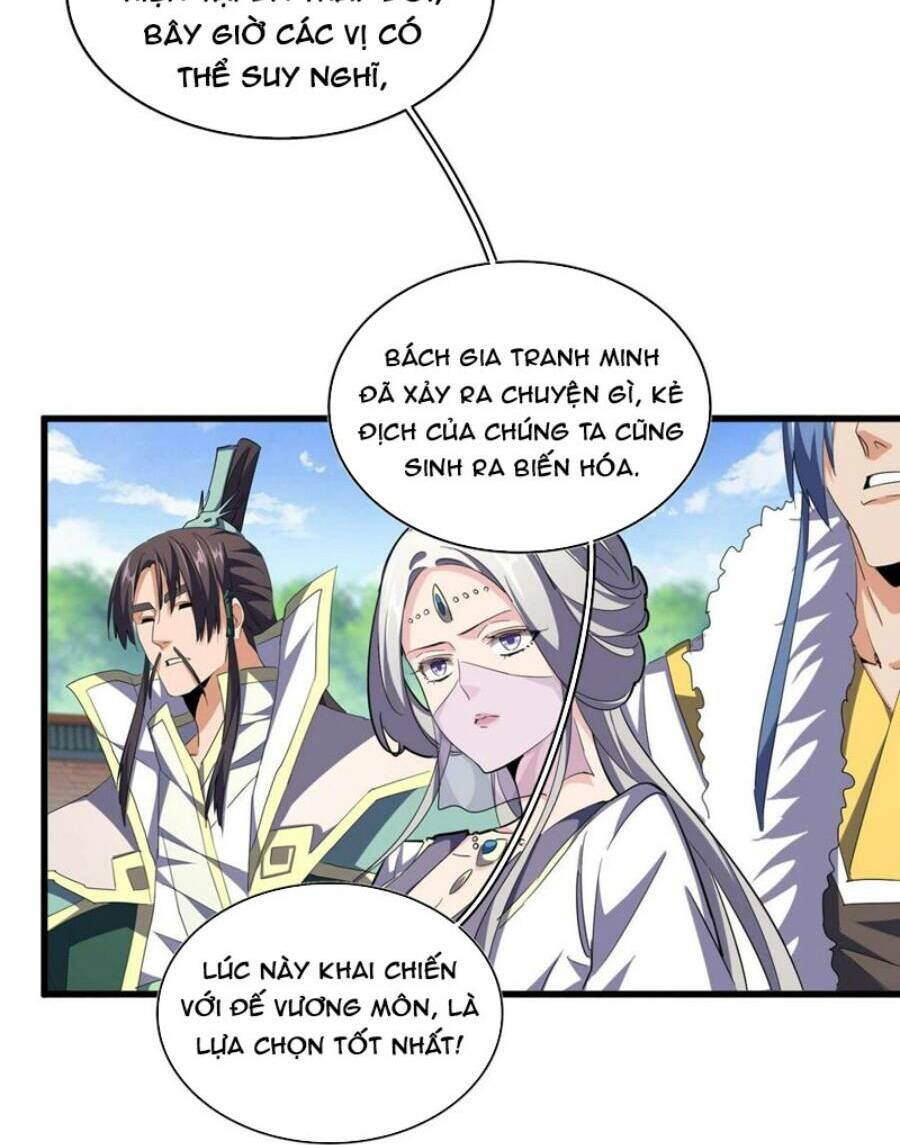 BÂY GIỜ CÁC VỊ CÓ
THỂ SUY NGHĨ,
BÁCH GIA TRANH MINH
ĐÃ XẢY RA CHUYỆN GÌ, KẺ
ĐỊCH CỦA CHÚNG TA CŨNG
SINH RA BIẾN HÓA.
LÚC NÀY KHAI CHIẾN
VỚI ĐẾ VƯƠNG MÔN, LÀ
LỰA CHỌN TỐT NHẤT!